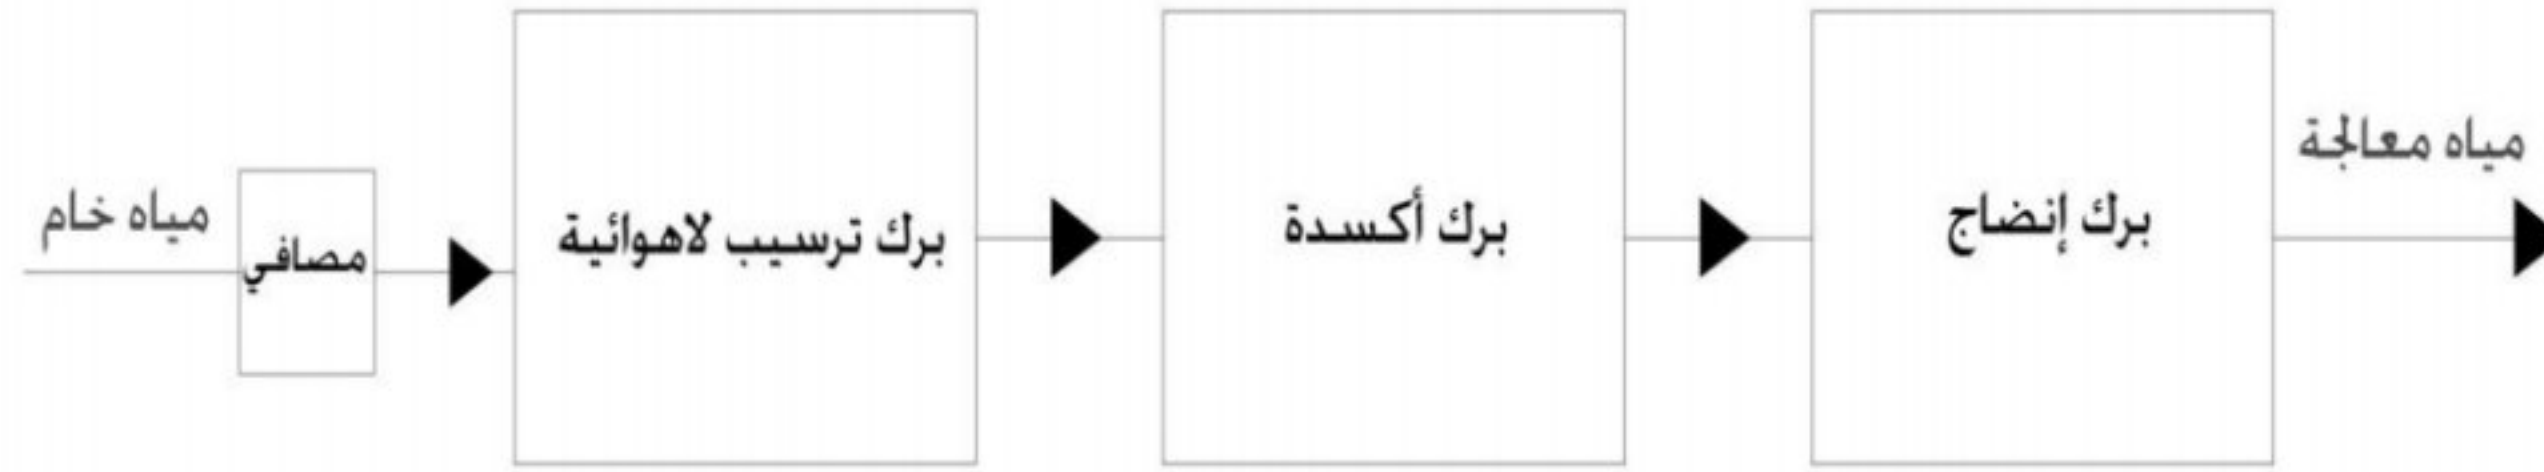 مياه خام
مصافي
برك ترسيب لاهوائية
برك أكسدة
برك إنضاج
مياه معالجة